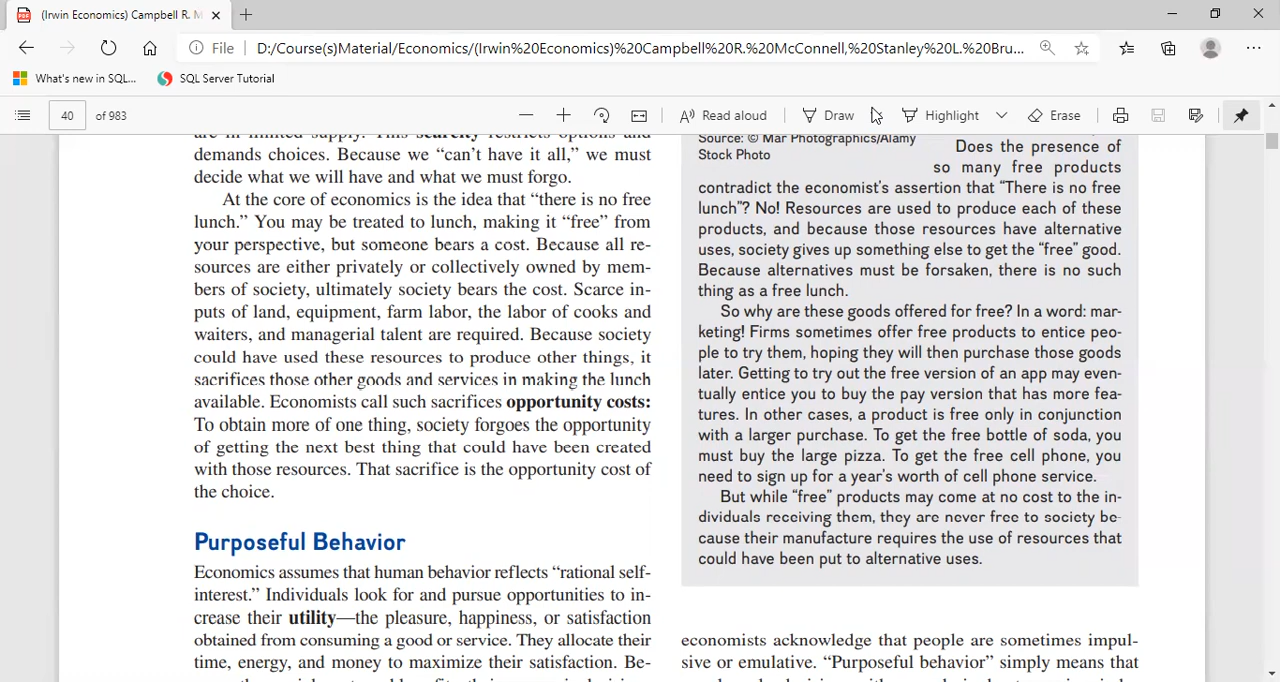 (Irwin Economics) Campbell R. M
File
D:/Course(s)Material/Economics/(Irwin%20Economics)%20Campbell%20R.%20McConnell,%20Stanley%20L.%20Bru...
What's new in SQL...
SQL Server Tutorial
40 of 983
Read aloud
Draw
Highlight
Erase
are in limited supply. This scarcity restricts options and
demands choices. Because we “can’t have it all,” we must
decide what we will have and what we must forgo.
At the core of economics is the idea that “there is no free
lunch.” You may be treated to lunch, making it “free” from
your perspective, but someone bears a cost. Because all re-
sources are either privately or collectively owned by mem-
bers of society, ultimately society bears the cost. Scarce in-
puts of land, equipment, farm labor, the labor of cooks and
waiters, and managerial talent are required. Because society
could have used these resources to produce other things, it
sacrifices those other goods and services in making the lunch
available. Economists call such sacrifices opportunity costs:
To obtain more of one thing, society forgoes the opportunity
of getting the next best thing that could have been created
with those resources. That sacrifice is the opportunity cost of
the choice.
Purposeful Behavior
Economics assumes that human behavior reflects “rational self-
interest.” Individuals look for and pursue opportunities to in-
crease their utility—the pleasure, happiness, or satisfaction
obtained from consuming a good or service. They allocate their
time, energy, and money to maximize their satisfaction. Be-
Source: © Mar Photographics/Alamy
Stock Photo
Does the presence of
so many free products
contradict the economist’s assertion that “There is no free
lunch”? No! Resources are used to produce each of these
products, and because those resources have alternative
uses, society gives up something else to get the “free” good.
Because alternatives must be forsaken, there is no such
thing as a free lunch.
So why are these goods offered for free? In a word: mar-
keting! Firms sometimes offer free products to entice peo-
ple to try them, hoping they will then purchase those goods
later. Getting to try out the free version of an app may even-
tually entice you to buy the pay version that has more fea-
tures. In other cases, a product is free only in conjunction
with a larger purchase. To get the free bottle of soda, you
must buy the large pizza. To get the free cell phone, you
need to sign up for a year’s worth of cell phone service.
But while “free” products may come at no cost to the in-
dividuals receiving them, they are never free to society be-
cause their manufacture requires the use of resources that
could have been put to alternative uses.
economists acknowledge that people are sometimes impul-
sive or emulative. “Purposeful behavior” simply means that